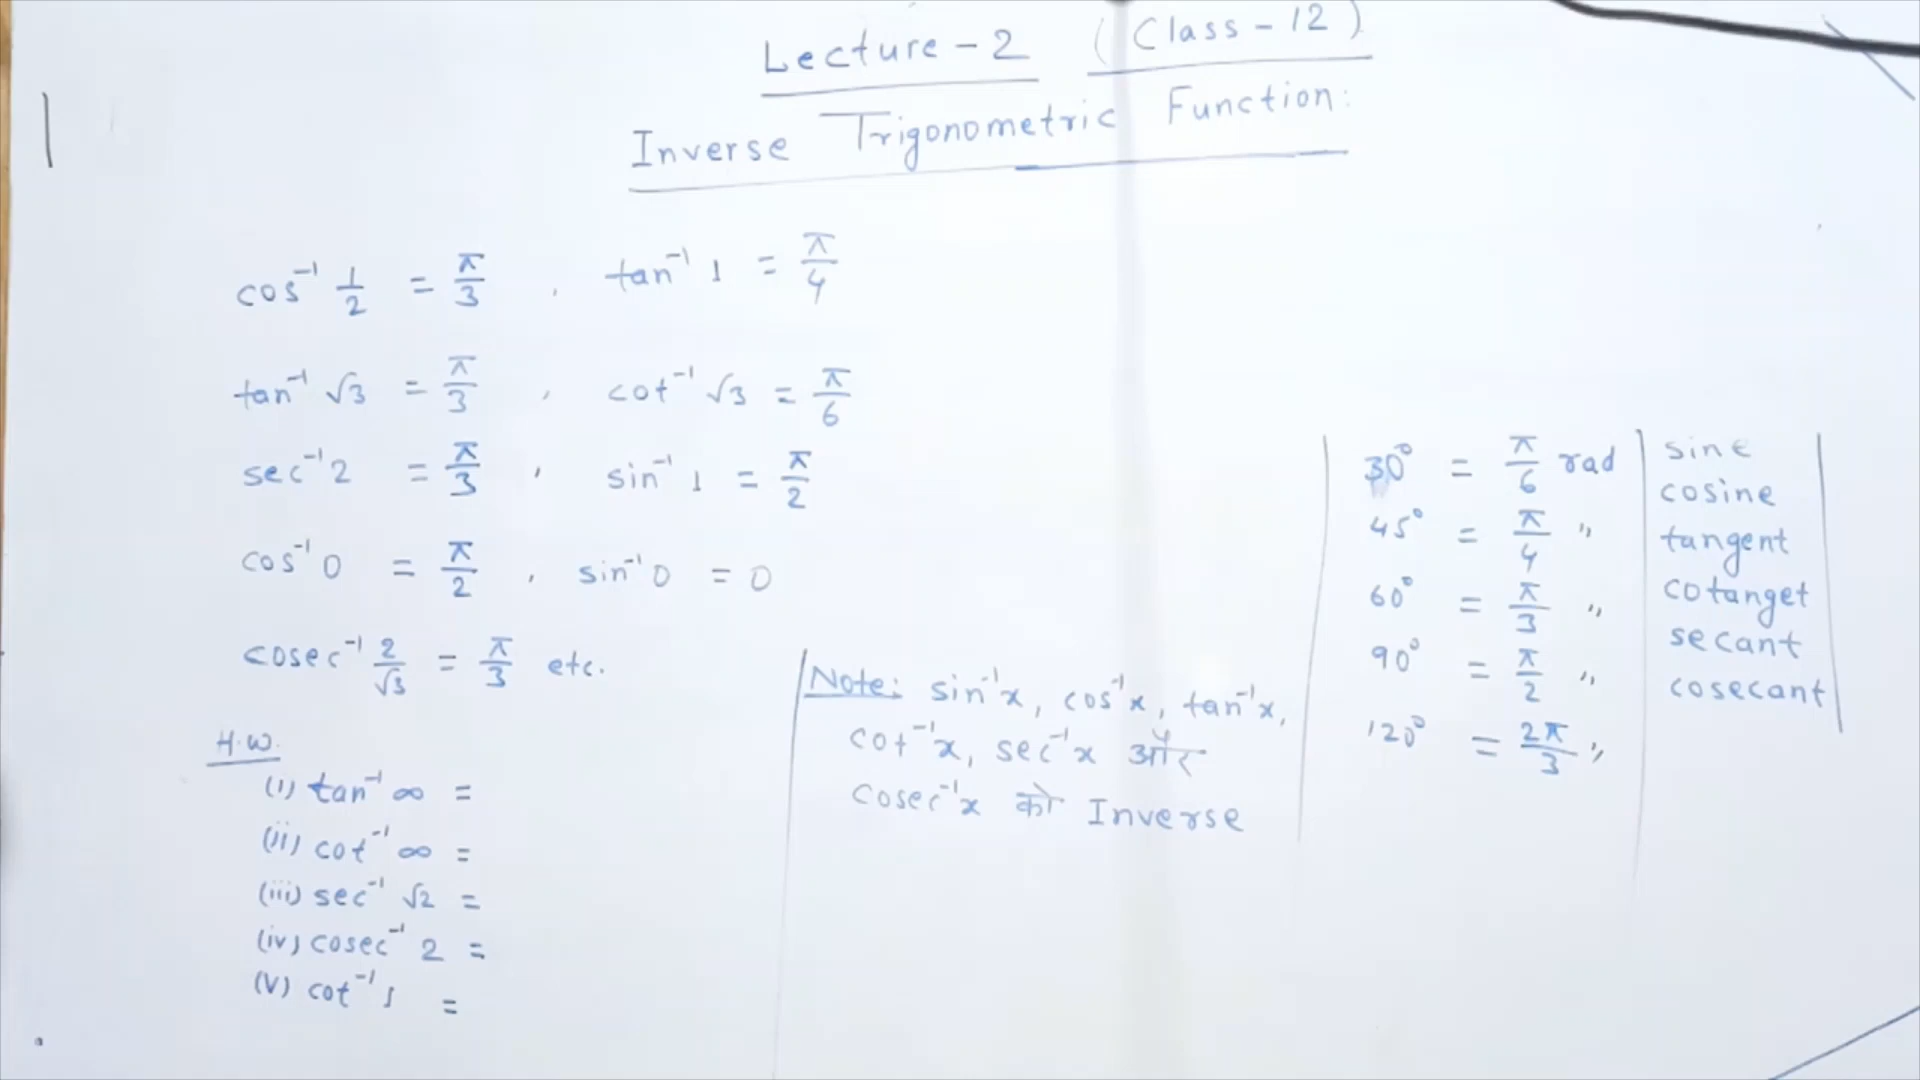 Lecture - 2 (Class - 12)
Inverse Trigonometric Function:
cos⁻¹ 1/2 = π/3 , tan⁻¹ 1 = π/4
tan⁻¹ √3 = π/3 , cot⁻¹ √3 = π/6
sec⁻¹ 2 = π/3 , sin⁻¹ 1 = π/2
cos⁻¹ 0 = π/2 , sin⁻¹ 0 = 0
cosec⁻¹ 2/√3 = π/3 etc.
H.W.
(i) tan⁻¹ ∞ =
(ii) cot⁻¹ ∞ =
(iii) sec⁻¹ √2 =
(iv) cosec⁻¹ 2 =
(v) cot⁻¹ 1 =
Note: sin⁻¹x, cos⁻¹x, tan⁻¹x,
cot⁻¹x, sec⁻¹x और
cosec⁻¹x को Inverse
30° = π/6 rad
45° = π/4 "
60° = π/3 "
90° = π/2 "
120° = 2π/3 "
sine
cosine
tangent
cotanget
secant
cosecant